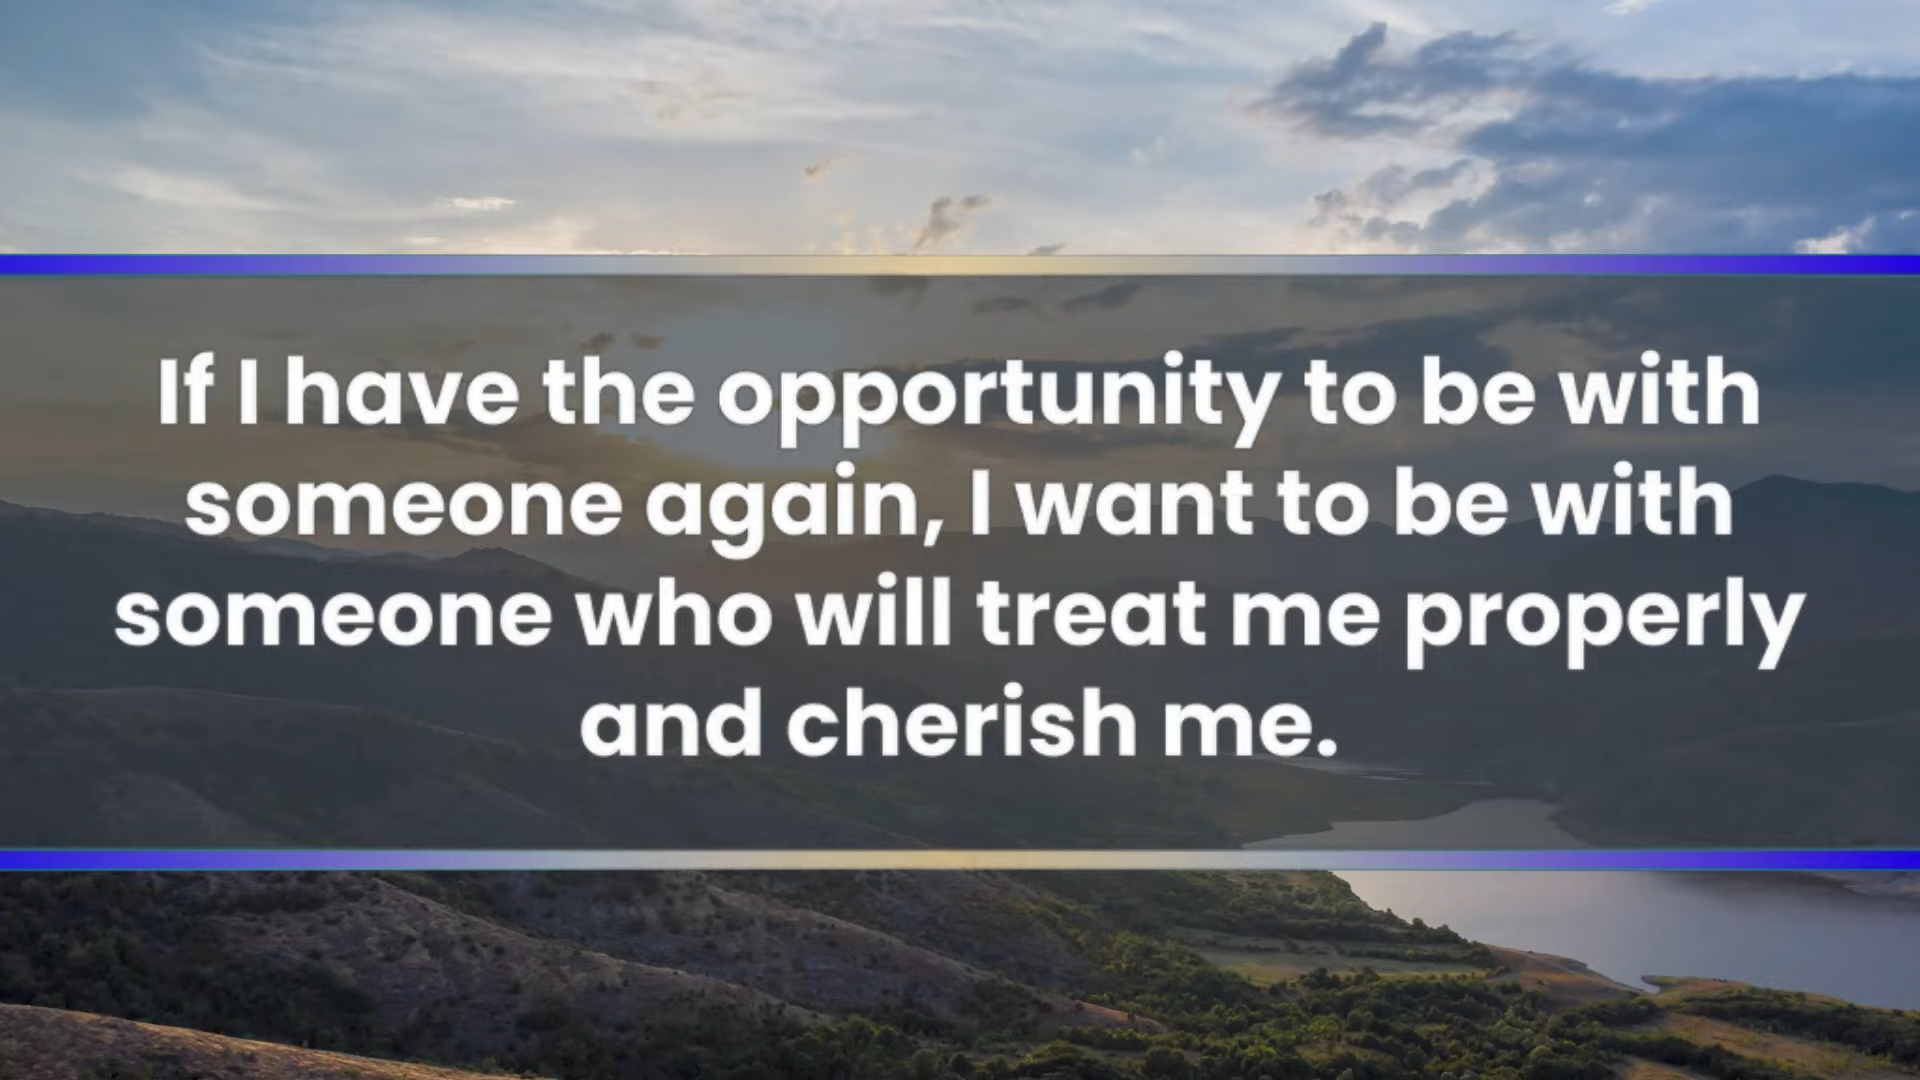 If I have the opportunity to be with
someone again, I want to be with
someone who will treat me properly
and cherish me.